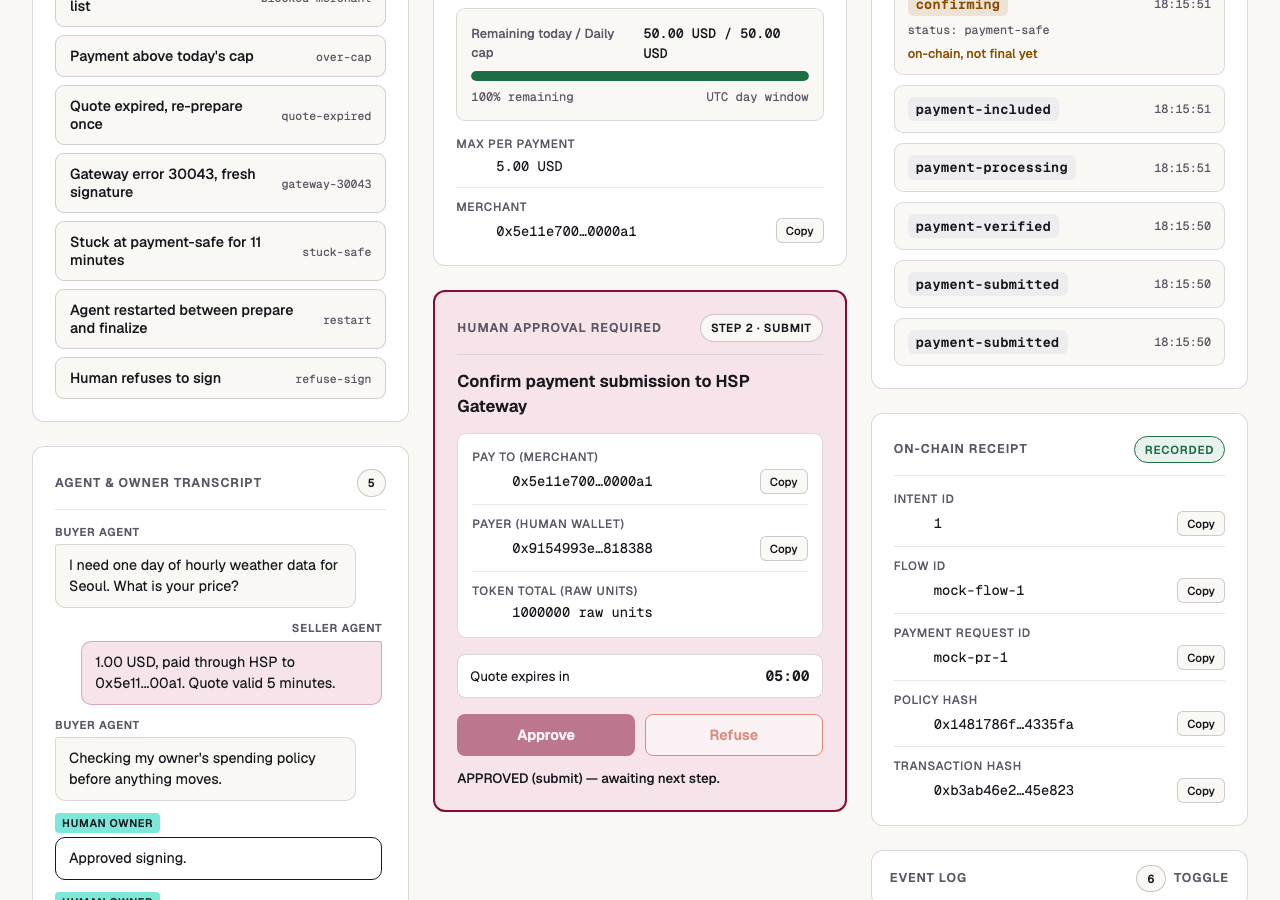 list
Payment above today's cap
over-cap
Quote expired, re-prepare
once
quote-expired
Gateway error 30043, fresh
signature
gateway-30043
Stuck at payment-safe for 11
minutes
stuck-safe
Agent restarted between prepare
and finalize
restart
Human refuses to sign
refuse-sign
AGENT & OWNER TRANSCRIPT
5
BUYER AGENT
I need one day of hourly weather data for
Seoul. What is your price?
SELLER AGENT
1.00 USD, paid through HSP to
0x5e11…00a1. Quote valid 5 minutes.
BUYER AGENT
Checking my owner's spending policy
before anything moves.
HUMAN OWNER
Approved signing.
Remaining today / Daily
cap
50.00 USD / 50.00
USD
100% remaining
UTC day window
MAX PER PAYMENT
5.00 USD
MERCHANT
0x5e11e700…0000a1
Copy
HUMAN APPROVAL REQUIRED
STEP 2 · SUBMIT
Confirm payment submission to HSP
Gateway
PAY TO (MERCHANT)
0x5e11e700…0000a1
Copy
PAYER (HUMAN WALLET)
0x9154993e…818388
Copy
TOKEN TOTAL (RAW UNITS)
1000000 raw units
Quote expires in
05:00
Approve
Refuse
APPROVED (submit) — awaiting next step.
confirming
18:15:51
status: payment-safe
on-chain, not final yet
payment-included
18:15:51
payment-processing
18:15:51
payment-verified
18:15:50
payment-submitted
18:15:50
payment-submitted
18:15:50
ON-CHAIN RECEIPT
RECORDED
INTENT ID
1
Copy
FLOW ID
mock-flow-1
Copy
PAYMENT REQUEST ID
mock-pr-1
Copy
POLICY HASH
0x1481786f…4335fa
Copy
TRANSACTION HASH
0xb3ab46e2…45e823
Copy
EVENT LOG
6
TOGGLE